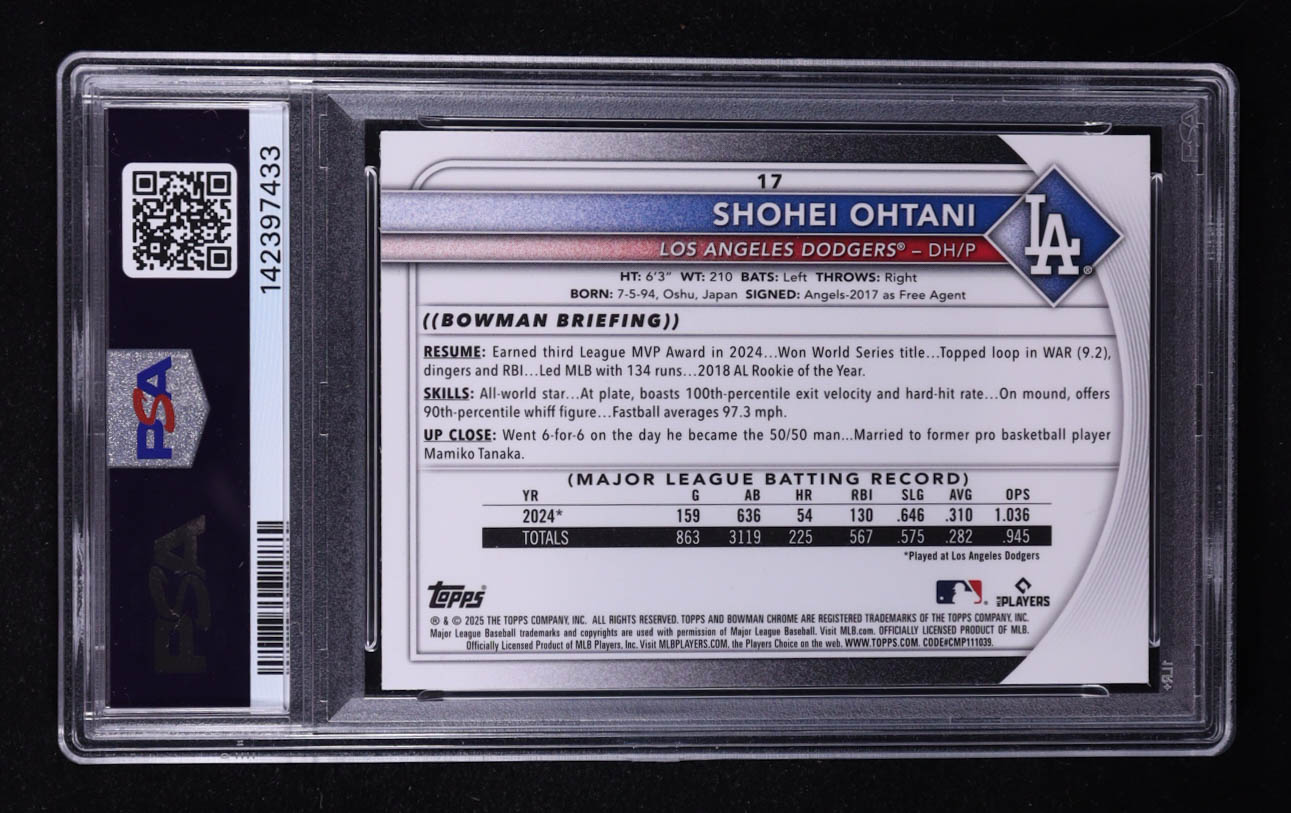 142397433
PSA
PSA
17
SHOHEI OHTANI
LOS ANGELES DODGERS® – DH/P
LA®
HT: 6'3" WT: 210 BATS: Left THROWS: Right
BORN: 7-5-94, Oshu, Japan SIGNED: Angels-2017 as Free Agent
((BOWMAN BRIEFING))
RESUME: Earned third League MVP Award in 2024...Won World Series title...Topped loop in WAR (9.2),
dingers and RBI...Led MLB with 134 runs...2018 AL Rookie of the Year.
SKILLS: All-world star...At plate, boasts 100th-percentile exit velocity and hard-hit rate...On mound, offers
90th-percentile whiff figure...Fastball averages 97.3 mph.
UP CLOSE: Went 6-for-6 on the day he became the 50/50 man...Married to former pro basketball player
Mamiko Tanaka.
(MAJOR LEAGUE BATTING RECORD)
YR G AB HR RBI SLG AVG OPS
2024* 159 636 54 130 .646 .310 1.036
TOTALS 863 3119 225 567 .575 .282 .945
*Played at Los Angeles Dodgers
Topps®
PLAYERS
® & © 2025 THE TOPPS COMPANY, INC. ALL RIGHTS RESERVED. TOPPS AND BOWMAN CHROME ARE REGISTERED TRADEMARKS OF THE TOPPS COMPANY, INC.
Major League Baseball trademarks and copyrights are used with permission of Major League Baseball. Visit MLB.com. OFFICIALLY LICENSED PRODUCT OF MLB.
Officially Licensed Product of MLB Players, Inc. Visit MLBPLAYERS.COM, the Players Choice on the web. WWW.TOPPS.COM. CODE#CMP111039.
PSA
1LR+